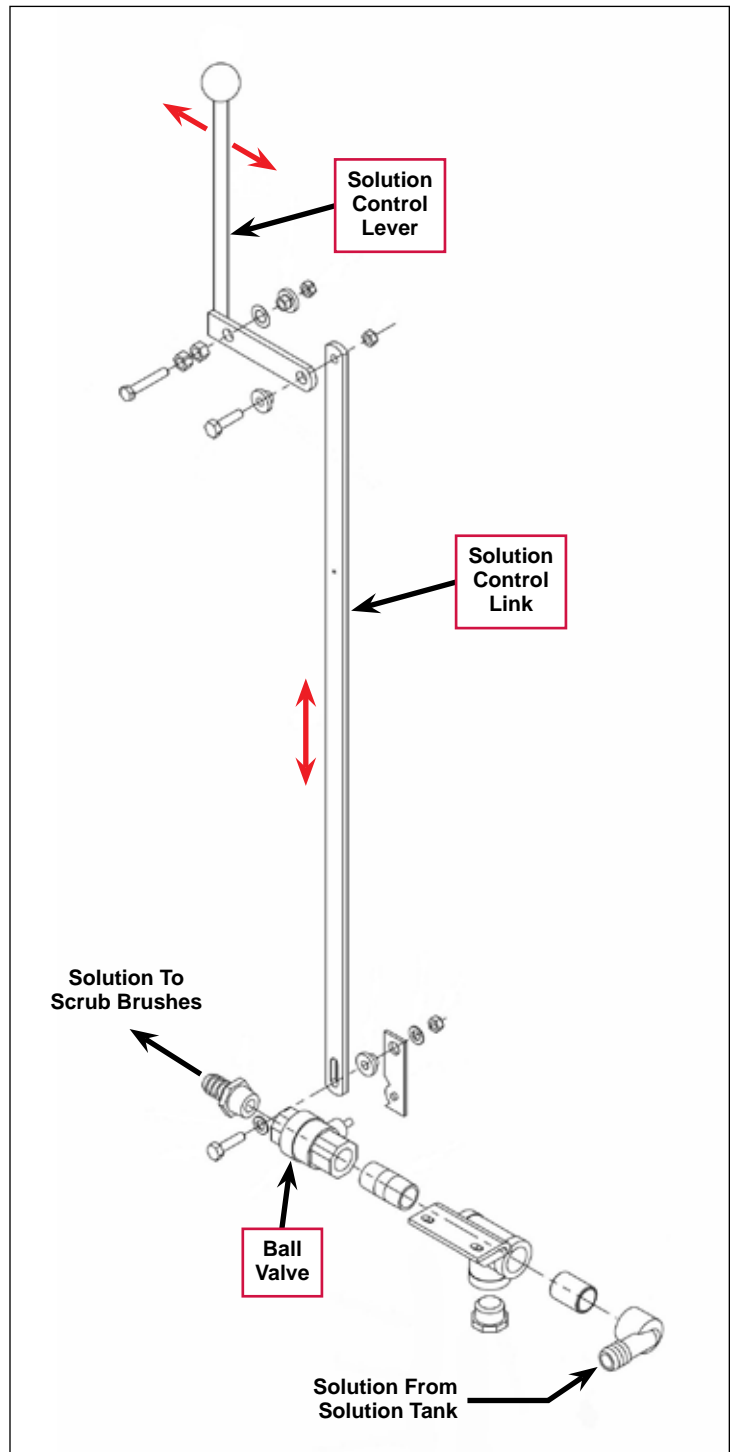 Solution
Control
Lever
Solution
Control
Link
Solution To
Scrub Brushes
Ball
Valve
Solution From
Solution Tank